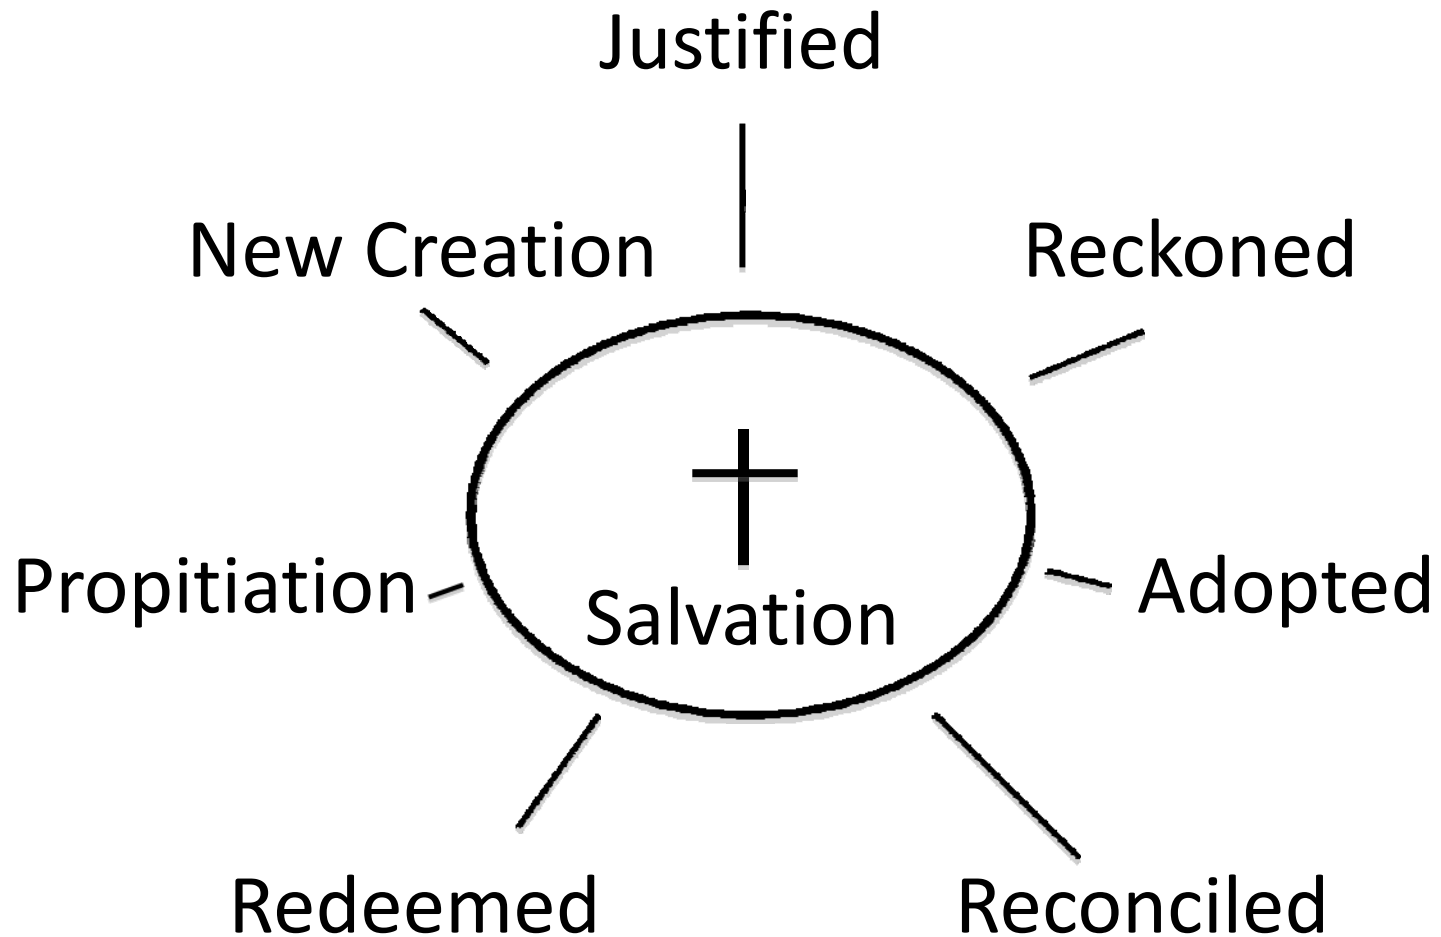 Justified
New Creation
Reckoned
Propitiation
Salvation
Adopted
Redeemed
Reconciled